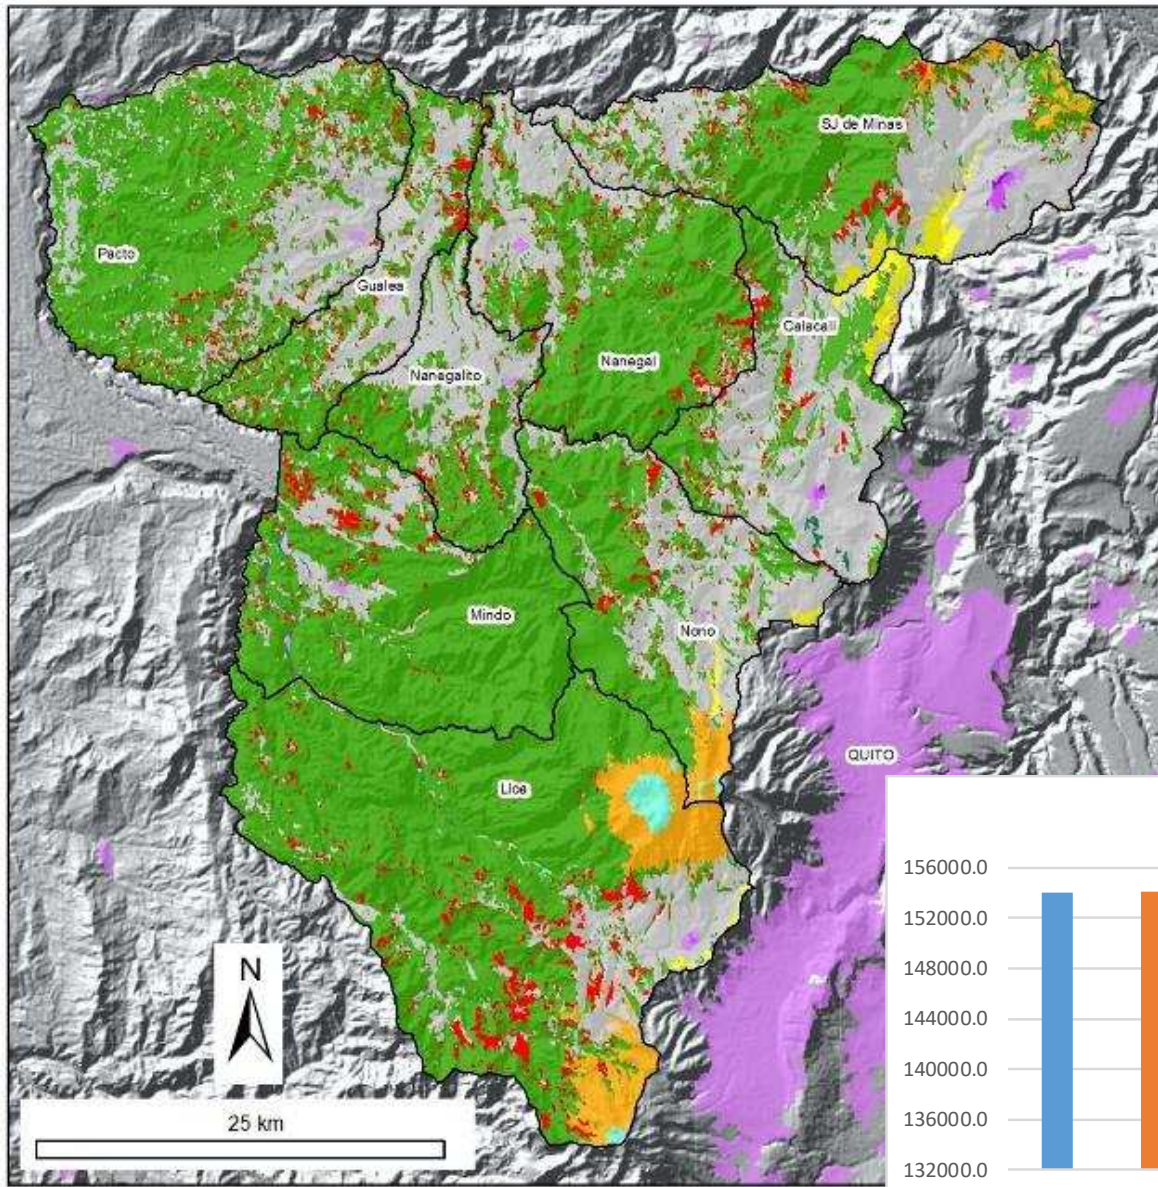 SJ de Minas
Pacto
Gualea
Calacalí
Nanegal
Nanegalito
Mindo
Nono
QUITO
Lloa
156000.0
152000.0
148000.0
144000.0
140000.0
136000.0
132000.0
N
25 km